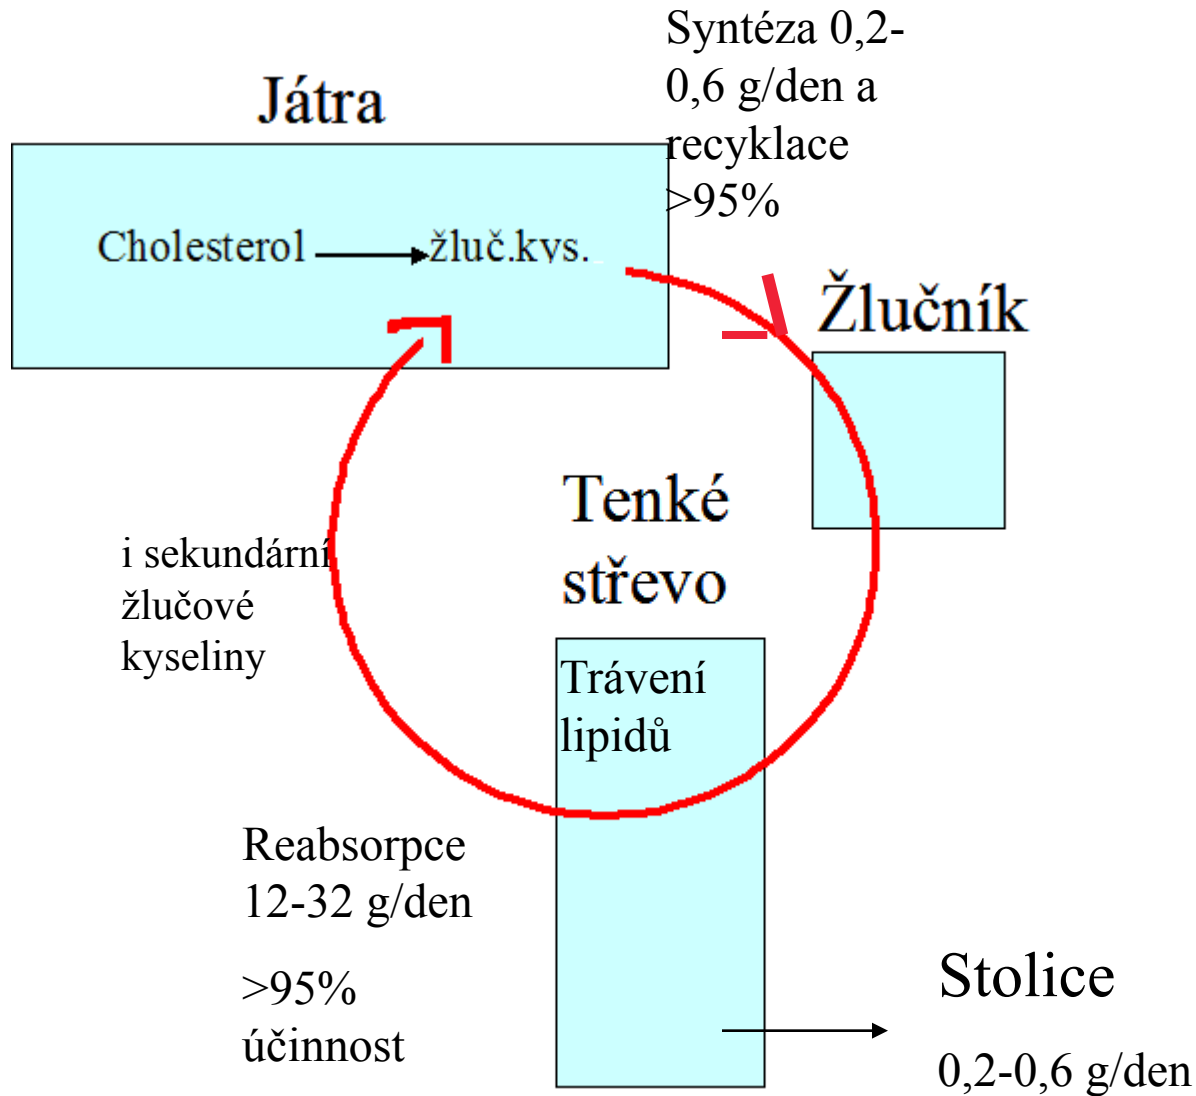 Syntéza 0,2-
0,6 g/den a
recyklace
>95%
Játra
Cholesterol
žluč.kys.
Žlučník
Tenké
střevo
i sekundární
žlučové
kyseliny
Trávení
lipidů
Reabsorpce
12-32 g/den
>95%
účinnost
Stolice
0,2-0,6 g/den